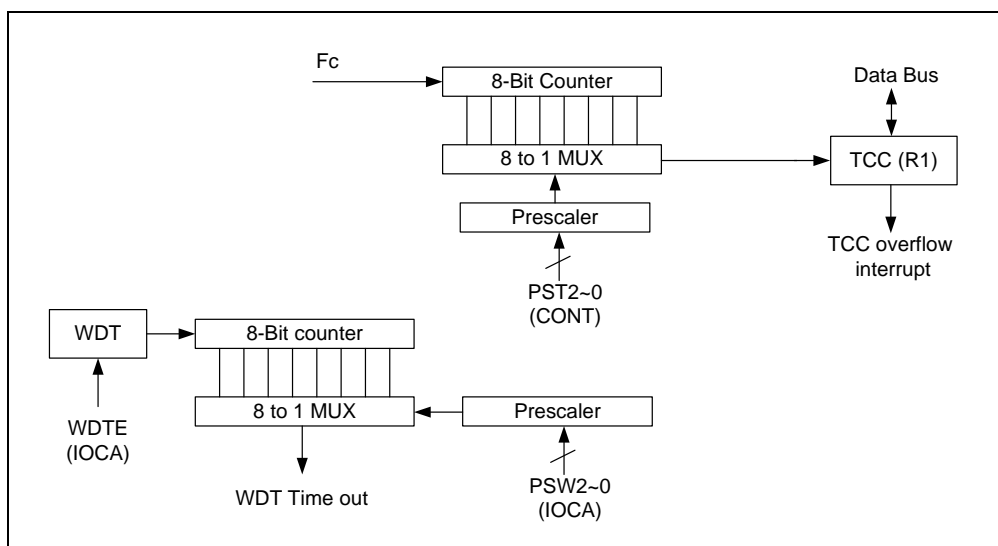 Fc
8-Bit Counter
Data Bus
8 to 1 MUX
TCC (R1)
Prescaler
TCC overflow
interrupt
PST2~0
(CONT)
WDT
8-Bit counter
8 to 1 MUX
Prescaler
WDTE
(IOCA)
WDT Time out
PSW2~0
(IOCA)